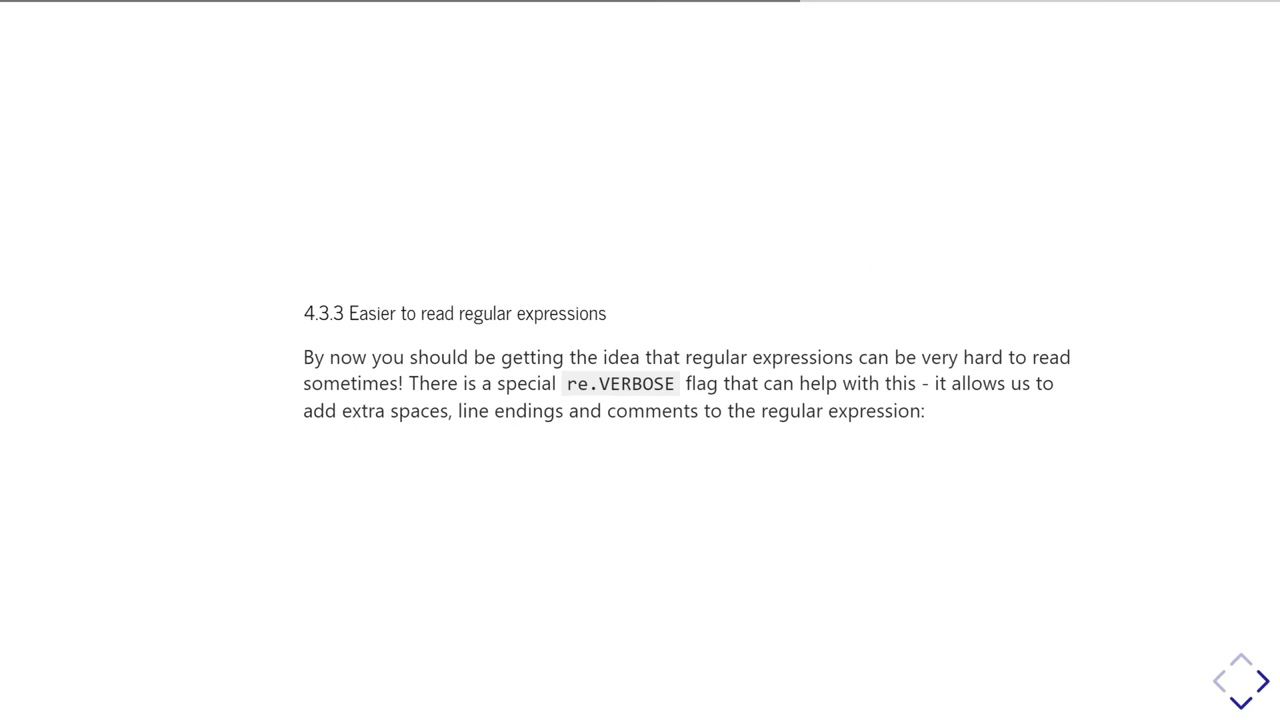 4.3.3 Easier to read regular expressions
By now you should be getting the idea that regular expressions can be very hard to read
sometimes! There is a special re.VERBOSE flag that can help with this - it allows us to
add extra spaces, line endings and comments to the regular expression: